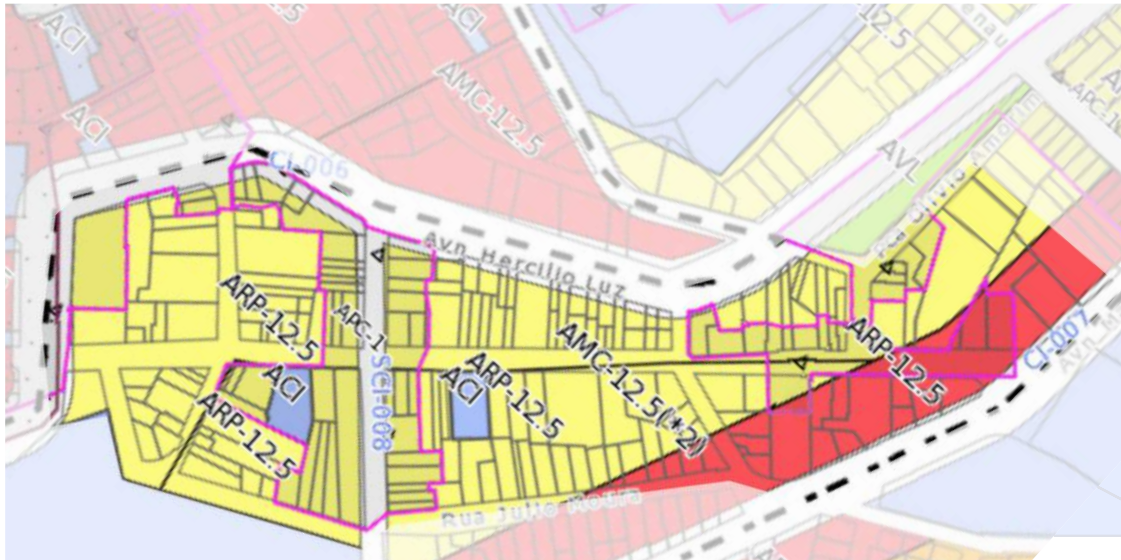 ACI
ACI
ACI
AMC-12.5
CI-006
AVL
Avn Hercilio Luz
ARP-12.5
APC-1
SCI-008
ACI
ARP-12.5
ACI
ARP-12.5
AMC-12.5(*2)
ARP-12.5
CI-007
Rua Julio Moura